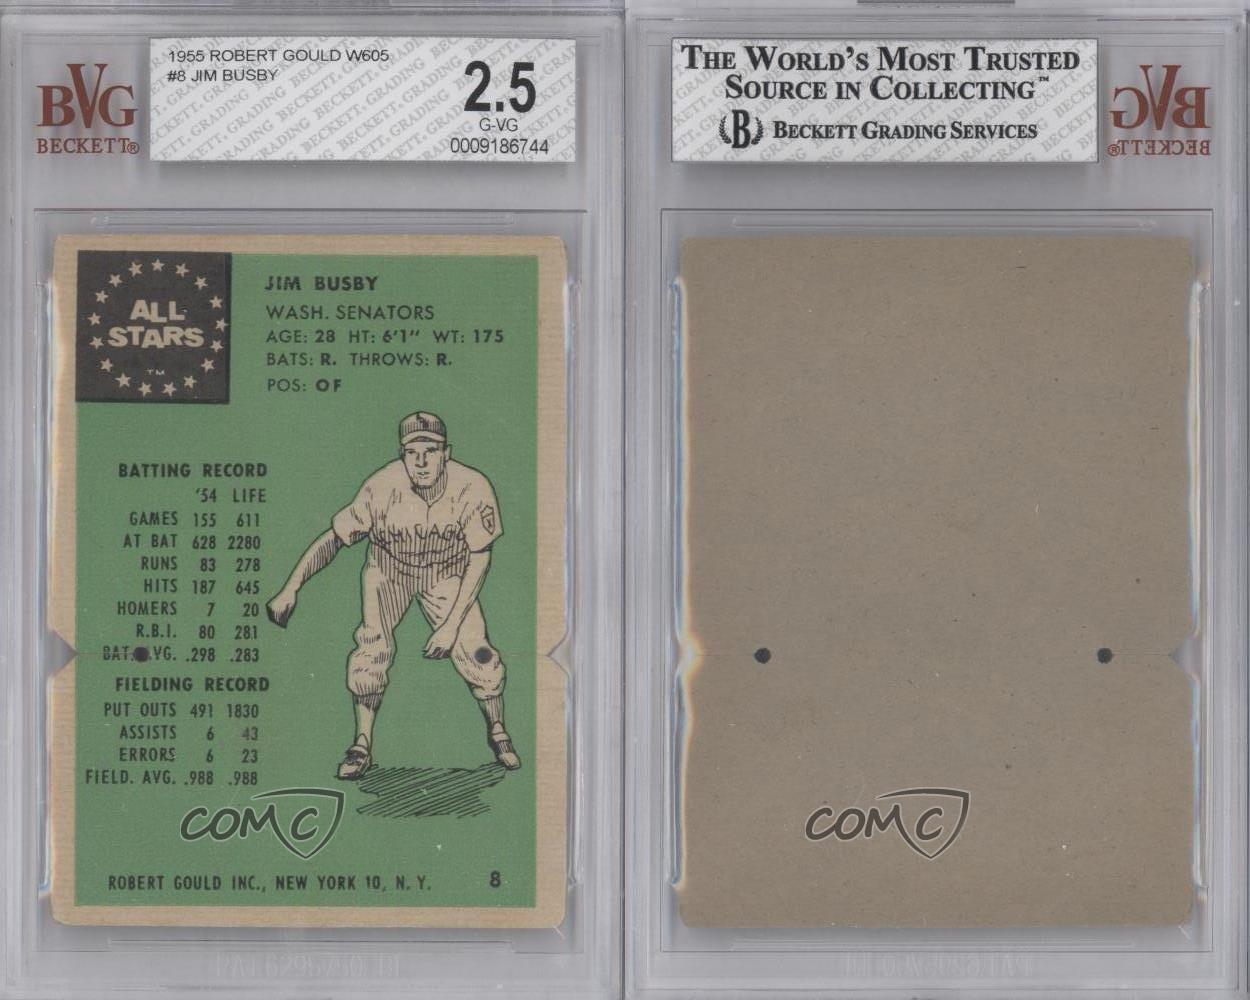 BVG
BECKETT®
1955 ROBERT GOULD W605
#8 JIM BUSBY
2.5
G-VG
0009186744
ALL
STARS
TM
JIM BUSBY
WASH. SENATORS
AGE: 28 HT: 6'1" WT: 175
BATS: R. THROWS: R.
POS: OF
BATTING RECORD
'54 LIFE
GAMES 155 611
AT BAT 628 2280
RUNS 83 278
HITS 187 645
HOMERS 7 20
R.B.I. 80 281
BAT. AVG. .298 .283
FIELDING RECORD
PUT OUTS 491 1830
ASSISTS 6 43
ERRORS 6 23
FIELD. AVG. .988 .988
CHICAGO
COMC
ROBERT GOULD INC., NEW YORK 10, N. Y. 8
THE WORLD'S MOST TRUSTED
SOURCE IN COLLECTING™
B BECKETT GRADING SERVICES
BVG
BECKETT®
COMC